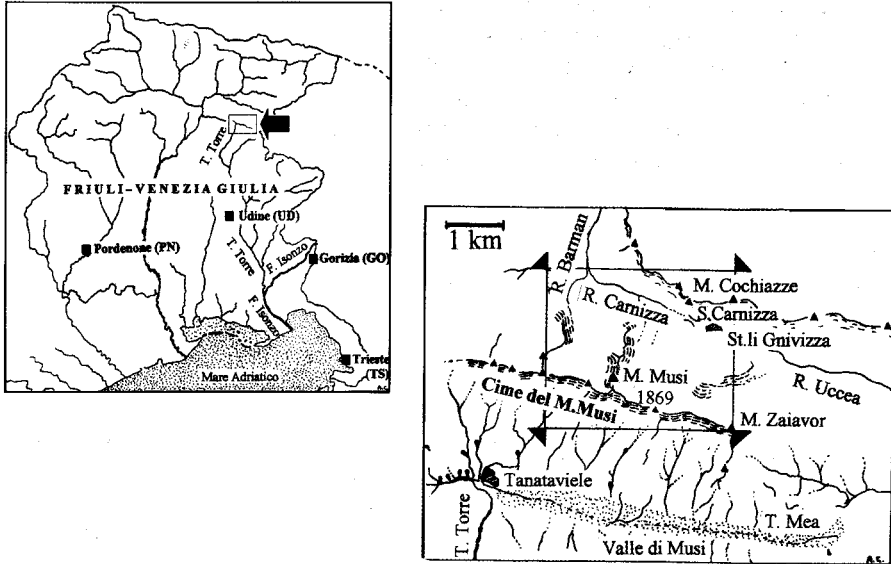 T. Torre
FRIULI-VENEZIA GIULIA
Udine (UD)
Pordenone (PN)
T. Torre
F. Isonzo
Gorizia (GO)
F. Isonzo
Trieste
(TS)
Mare Adriatico
1 km
R. Barman
M. Cochiazze
R. Carnizza
S.Carnizza
St.li Gnivizza
M. Musi
1869
R. Uccea
Cime del M.Musi
M. Zaiavor
Tanataviele
T. Torre
T. Mea
Valle di Musi